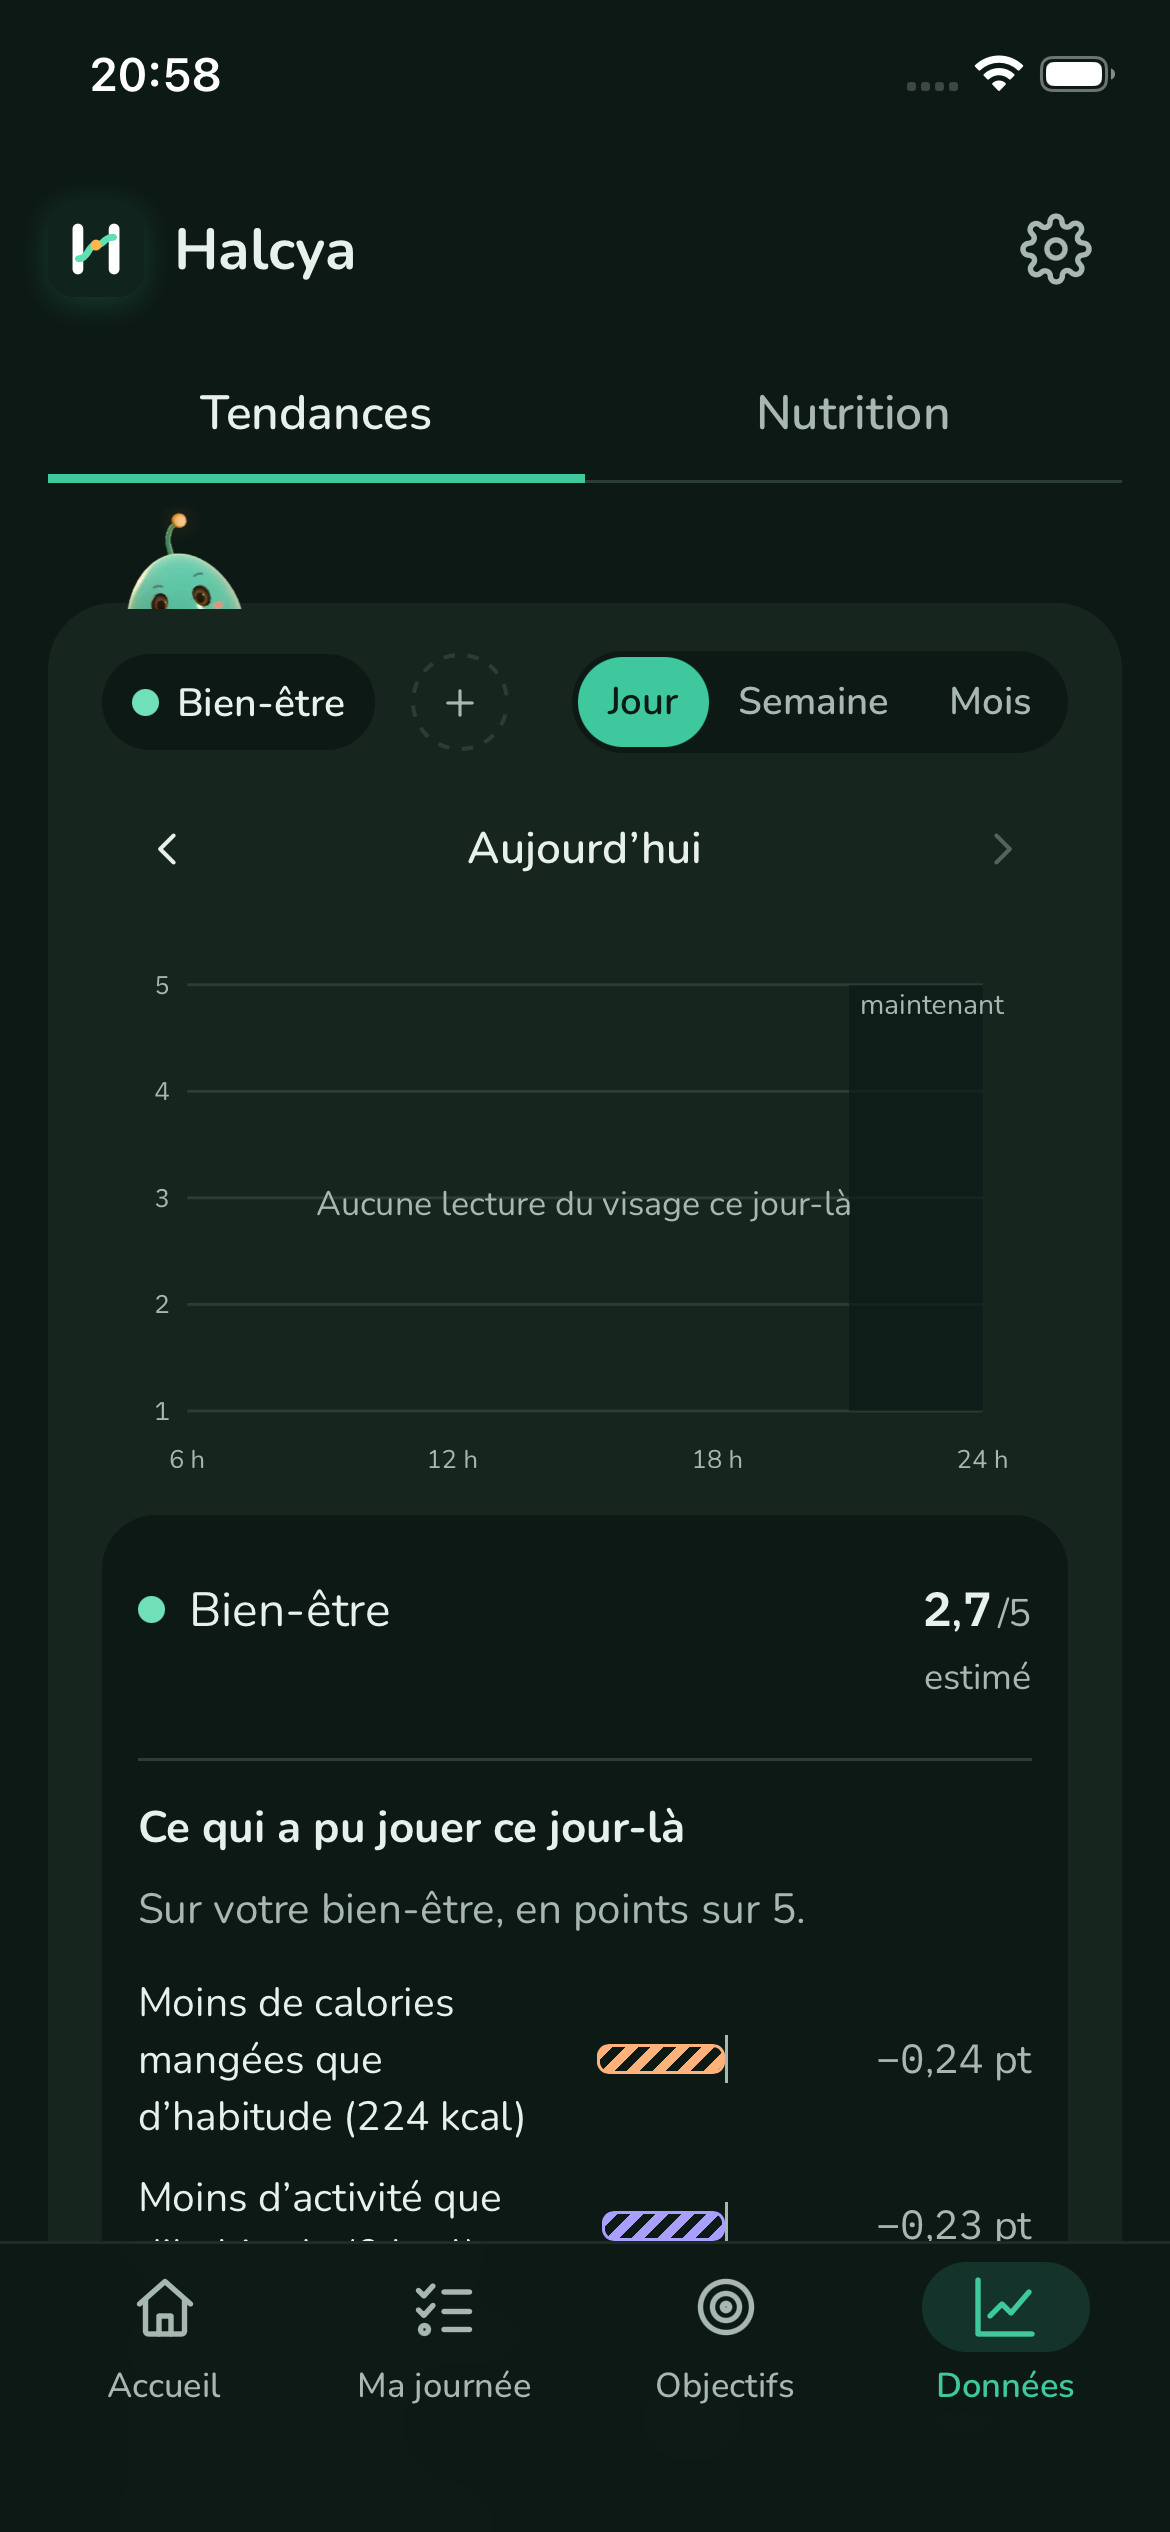 20:58
Halcya
Tendances
Nutrition
Bien-être
+
Jour
Semaine
Mois
Aujourd’hui
5
maintenant
4
3
Aucune lecture du visage ce jour-là
2
1
6 h
12 h
18 h
24 h
Bien-être
2,7 /5
estimé
Ce qui a pu jouer ce jour-là
Sur votre bien-être, en points sur 5.
Moins de calories
mangées que
d’habitude (224 kcal)
−0,24 pt
Moins d’activité que
−0,23 pt
Accueil
Ma journée
Objectifs
Données